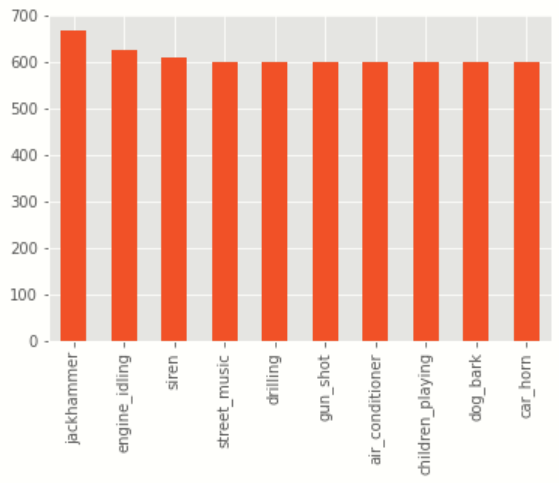 700
600
500
400
300
200
100
0
jackhammer
engine_idling
siren
street_music
drilling
gun_shot
air_conditioner
children_playing
dog_bark
car_horn